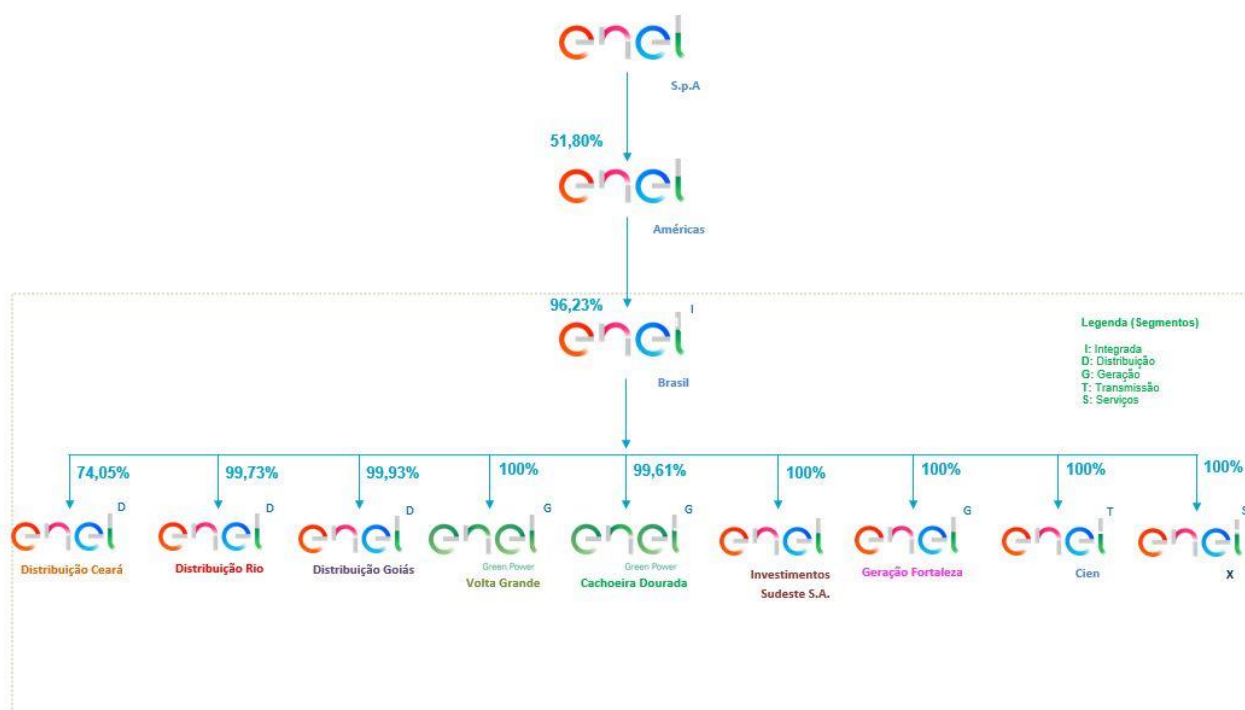 enel
S.p.A
51,80%
enel
Américas
96,23%
enel I
Brasil
Legenda (Segmentos)
I: Integrada
D: Distribuição
G: Geração
T: Transmissão
S: Serviços
74,05%
99,73%
99,93%
100%
99,61%
100%
100%
100%
100%
enel D
Distribuição Ceará
enel D
Distribuição Rio
enel D
Distribuição Goiás
enel G
Green Power
Volta Grande
enel G
Green Power
Cachoeira Dourada
enel
Investimentos
Sudeste S.A.
enel G
Geração Fortaleza
enel T
Cien
enel S
X